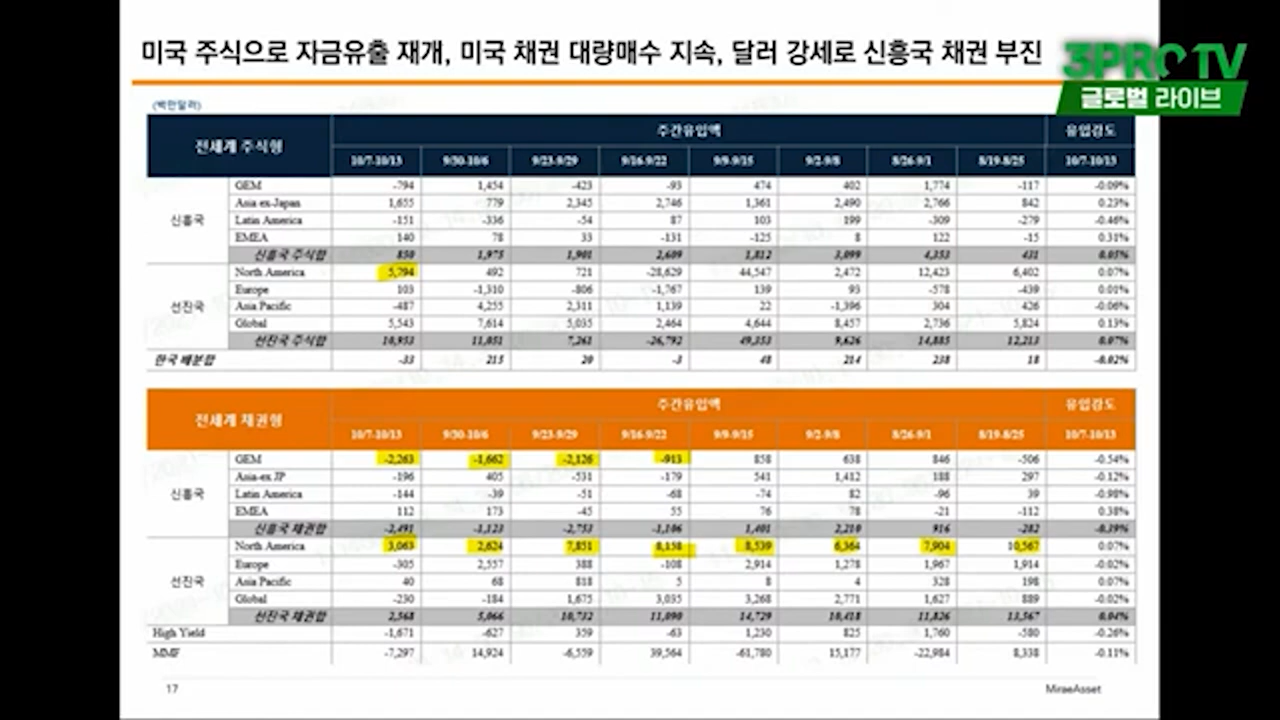 미국 주식으로 자금유출 재개, 미국 채권 대량매수 지속, 달러 강세로 신흥국 채권 부진
3PRO TV
글로벌 라이브
(백만달러)
전세계 주식형 주간유입액 유입강도
10/7-10/13 9/30-10/6 9/23-9/29 9/16-9/22 9/9-9/15 9/2-9/8 8/26-9/1 8/19-8/25 10/7-10/13
신흥국 GEM -794 1,454 -423 -93 474 402 1,774 -117 -0.09%
Asia ex-Japan 1,655 779 2,345 2,746 1,361 2,490 2,766 842 0.23%
Latin America -151 -336 -54 87 103 199 -309 -279 -0.46%
EMEA 140 78 33 -131 -125 8 122 -15 0.31%
신흥국 주식합 850 1,975 1,901 2,609 1,812 3,099 4,353 431 0.05%
선진국 North America 5,794 492 721 -28,629 44,547 2,472 12,423 6,402 0.07%
Europe 103 -1,310 -806 -1,767 139 93 -578 -439 0.01%
Asia Pacific -487 4,255 2,311 1,139 22 -1,396 304 426 -0.06%
Global 5,543 7,614 5,035 2,464 4,644 8,457 2,736 5,824 0.13%
선진국 주식합 10,953 11,051 7,261 -26,792 49,353 9,626 14,885 12,213 0.07%
한국 배분합 -33 215 20 -3 48 214 238 18 -0.02%
전세계 채권형 주간유입액 유입강도
10/7-10/13 9/30-10/6 9/23-9/29 9/16-9/22 9/9-9/15 9/2-9/8 8/26-9/1 8/19-8/25 10/7-10/13
신흥국 GEM -2,263 -1,662 -2,126 -913 858 638 846 -506 -0.54%
Asia-ex JP -196 405 -531 -179 541 1,412 188 297 -0.12%
Latin America -144 -39 -51 -68 -74 82 -96 39 -0.98%
EMEA 112 173 -45 55 76 78 -21 -112 0.38%
신흥국 채권합 -2,491 -1,123 -2,753 -1,106 1,401 2,210 916 -282 -0.39%
선진국 North America 3,063 2,624 7,851 8,158 8,539 6,364 7,904 10,567 0.07%
Europe -305 2,557 388 -108 2,914 1,278 1,967 1,914 -0.02%
Asia Pacific 40 68 818 5 8 4 328 198 0.07%
Global -230 -184 1,675 3,035 3,268 2,771 1,627 889 -0.02%
선진국 채권합 2,568 5,066 10,732 11,090 14,729 10,418 11,826 13,567 0.04%
High Yield -1,671 -627 359 -63 1,230 825 1,760 -580 -0.26%
MMF -7,297 14,924 -6,559 39,564 -61,780 15,177 -22,984 8,338 -0.11%
17
MiraeAsset